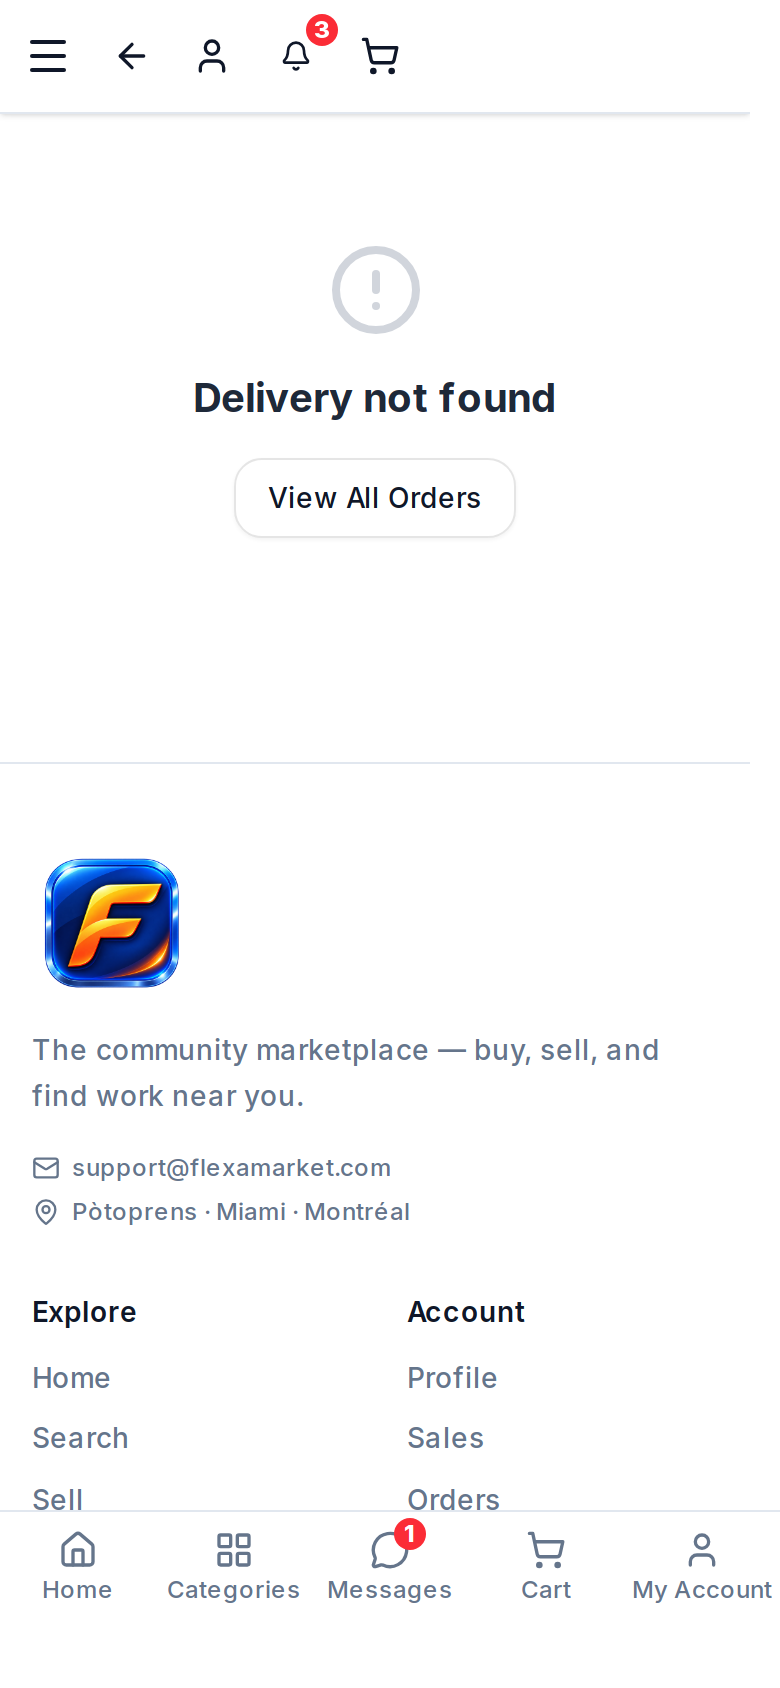 3
Delivery not found
View All Orders
F
The community marketplace — buy, sell, and
find work near you.
support@flexamarket.com
Pòtoprens · Miami · Montréal
Explore
Account
Home
Profile
Search
Sales
Sell
Orders
1
Home
Categories
Messages
Cart
My Account